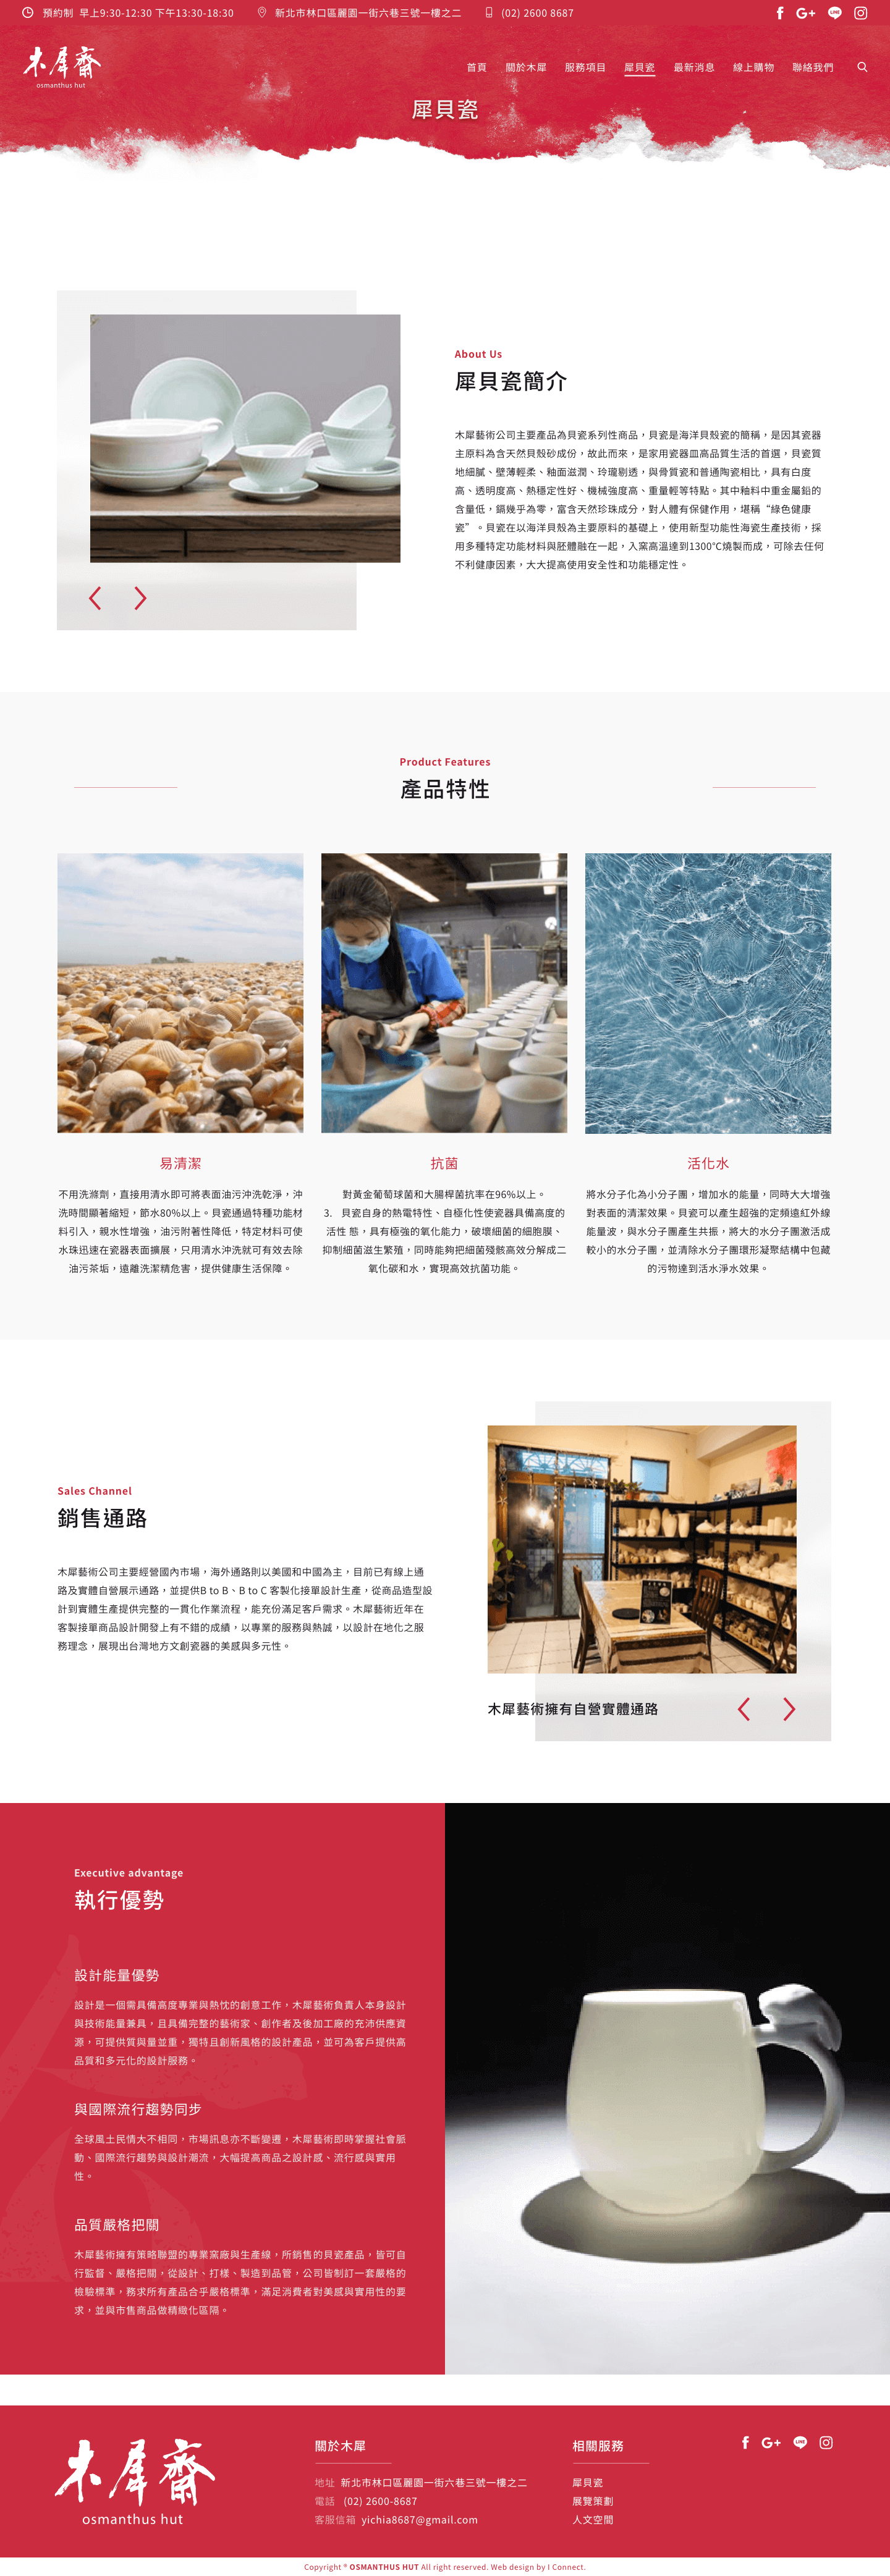 預約制 早上9:30-12:30 下午13:30-18:30
新北市林口區麗園一街六巷三號一樓之二
(02) 2600 8687
木犀齋
osmanthus hut
首頁 關於木犀 服務項目 犀貝瓷 最新消息 線上購物 聯絡我們
犀貝瓷
About Us
犀貝瓷簡介
木犀藝術公司主要產品為貝瓷系列性商品，貝瓷是海洋貝殼瓷的簡稱，是因其瓷器
主原料為含天然貝殼砂成份，故此而來，是家用瓷器皿高品質生活的首選，貝瓷質
地細膩、壁薄輕柔、釉面滋潤、玲瓏剔透，與骨質瓷和普通陶瓷相比，具有白度
高、透明度高、熱穩定性好、機械強度高、重量輕等特點。其中釉料中重金屬鉛的
含量低，鎘幾乎為零，富含天然珍珠成分，對人體有保健作用，堪稱“綠色健康
瓷”。貝瓷在以海洋貝殼為主要原料的基礎上，使用新型功能性海瓷生產技術，採
用多種特定功能材料與胚體融在一起，入窯高溫達到1300°C燒製而成，可除去任何
不利健康因素，大大提高使用安全性和功能穩定性。
Product Features
產品特性
易清潔
不用洗滌劑，直接用清水即可將表面油污沖洗乾淨，沖
洗時間顯著縮短，節水80%以上。貝瓷通過特種功能材
料引入，親水性增強，油污附著性降低，特定材料可使
水珠迅速在瓷器表面擴展，只用清水沖洗就可有效去除
油污茶垢，遠離洗潔精危害，提供健康生活保障。
抗菌
對黃金葡萄球菌和大腸桿菌抗率在96%以上。
3. 貝瓷自身的熱電特性、自極化性使瓷器具備高度的
活性 態，具有極強的氧化能力，破壞細菌的細胞膜、
抑制細菌滋生繁殖，同時能夠把細菌殘骸高效分解成二
氧化碳和水，實現高效抗菌功能。
活化水
將水分子化為小分子團，增加水的能量，同時大大增強
對表面的清潔效果。貝瓷可以產生超強的定頻遠紅外線
能量波，與水分子團產生共振，將大的水分子團激活成
較小的水分子團，並清除水分子團環形凝聚結構中包藏
的污物達到活水淨水效果。
Sales Channel
銷售通路
木犀藝術公司主要經營國內市場，海外通路則以美國和中國為主，目前已有線上通
路及實體自營展示通路，並提供B to B、B to C 客製化接單設計生產，從商品造型設
計到實體生產提供完整的一貫化作業流程，能充份滿足客戶需求。木犀藝術近年在
客製接單商品設計開發上有不錯的成績，以專業的服務與熱誠，以設計在地化之服
務理念，展現出台灣地方文創瓷器的美感與多元性。
木犀藝術擁有自營實體通路
Executive advantage
執行優勢
設計能量優勢
設計是一個需具備高度專業與熱忱的創意工作，木犀藝術負責人本身設計
與技術能量兼具，且具備完整的藝術家、創作者及後加工廠的充沛供應資
源，可提供質與量並重，獨特且創新風格的設計產品，並可為客戶提供高
品質和多元化的設計服務。
與國際流行趨勢同步
全球風土民情大不相同，市場訊息亦不斷變遷，木犀藝術即時掌握社會脈
動、國際流行趨勢與設計潮流，大幅提高商品之設計感、流行感與實用
性。
品質嚴格把關
木犀藝術擁有策略聯盟的專業窯廠與生產線，所銷售的貝瓷產品，皆可自
行監督、嚴格把關，從設計、打樣、製造到品管，公司皆制訂一套嚴格的
檢驗標準，務求所有產品合乎嚴格標準，滿足消費者對美感與實用性的要
求，並與市售商品做精緻化區隔。
木犀齋
osmanthus hut
關於木犀
地址 新北市林口區麗園一街六巷三號一樓之二
電話 (02) 2600-8687
客服信箱 yichia8687@gmail.com
相關服務
犀貝瓷
展覽策劃
人文空間
Copyright ® OSMANTHUS HUT All right reserved. Web design by I Connect.